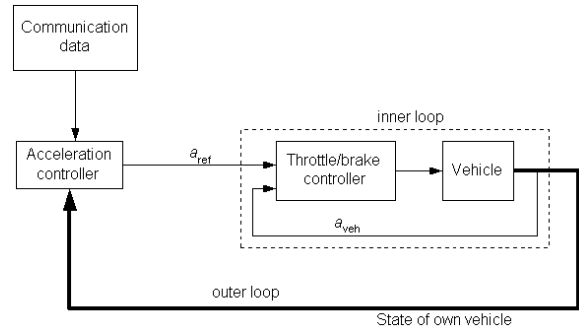 Communication
data
inner loop
Acceleration
controller
a_ref
Throttle/brake
controller
Vehicle
a_veh
outer loop
State of own vehicle